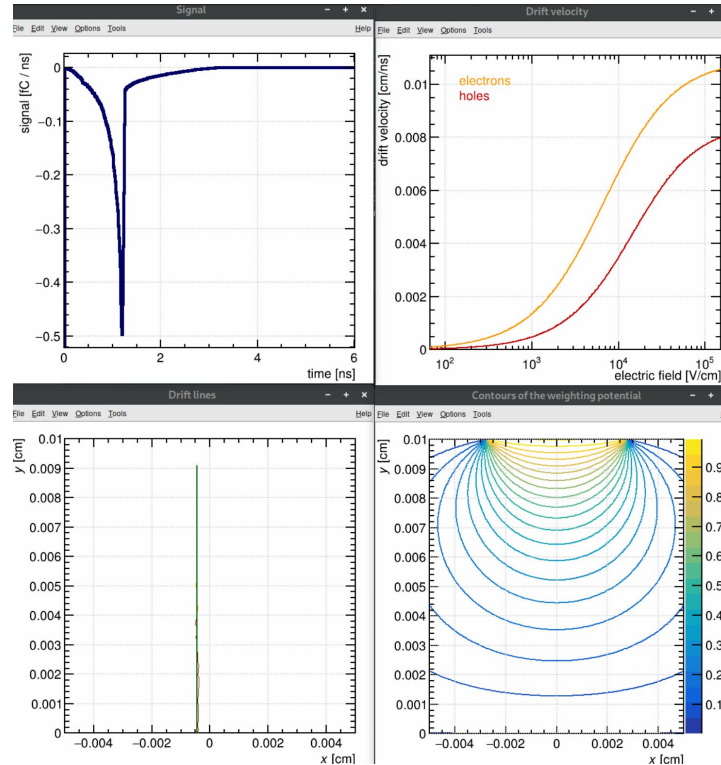 Signal
File Edit View Options Tools Help
signal [fC / ns]
0
−0.1
−0.2
−0.3
−0.4
−0.5
0 2 4 6
time [ns]
Drift velocity
File Edit View Options Tools
drift velocity [cm/ns]
electrons
holes
0.01
0.008
0.006
0.004
0.002
0
10² 10³ 10⁴ 10⁵
electric field [V/cm]
Drift lines
File Edit View Options Tools Help
y [cm]
0.01
0.009
0.008
0.007
0.006
0.005
0.004
0.003
0.002
0.001
0
−0.004 −0.002 0 0.002 0.004
x [cm]
Contours of the weighting potential
File Edit View Options Tools
y [cm]
0.01
0.009
0.008
0.007
0.006
0.005
0.004
0.003
0.002
0.001
0
−0.004 −0.002 0 0.002 0.004
x [cm]
0.9
0.8
0.7
0.6
0.5
0.4
0.3
0.2
0.1